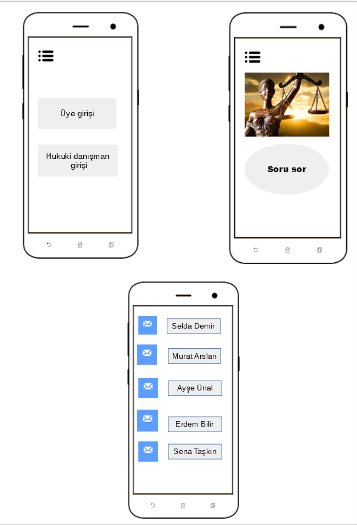 Üye girişi
Hukuki danışman
girişi
Soru sor
Selda Demir
Murat Arslan
Ayşe Ünal
Erdem Bilir
Sena Taşkın